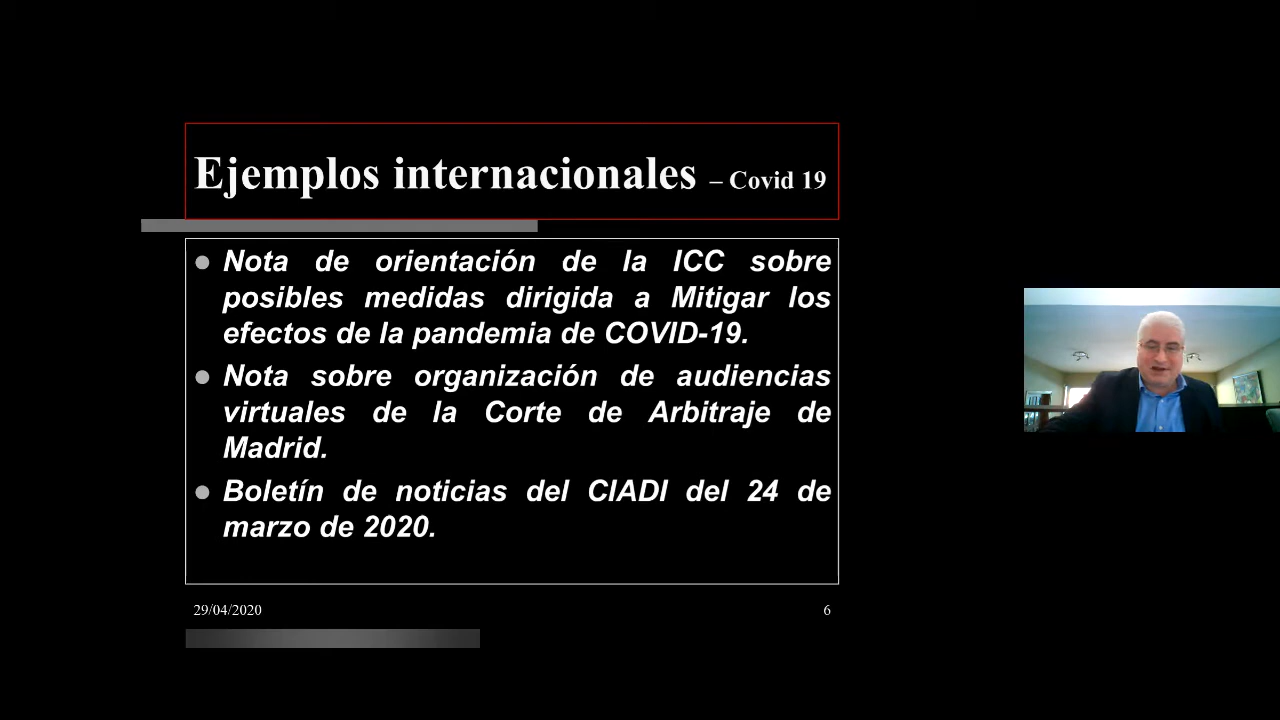 Ejemplos internacionales – Covid 19
Nota de orientación de la ICC sobre
posibles medidas dirigida a Mitigar los
efectos de la pandemia de COVID-19.
Nota sobre organización de audiencias
virtuales de la Corte de Arbitraje de
Madrid.
Boletín de noticias del CIADI del 24 de
marzo de 2020.
29/04/2020
6